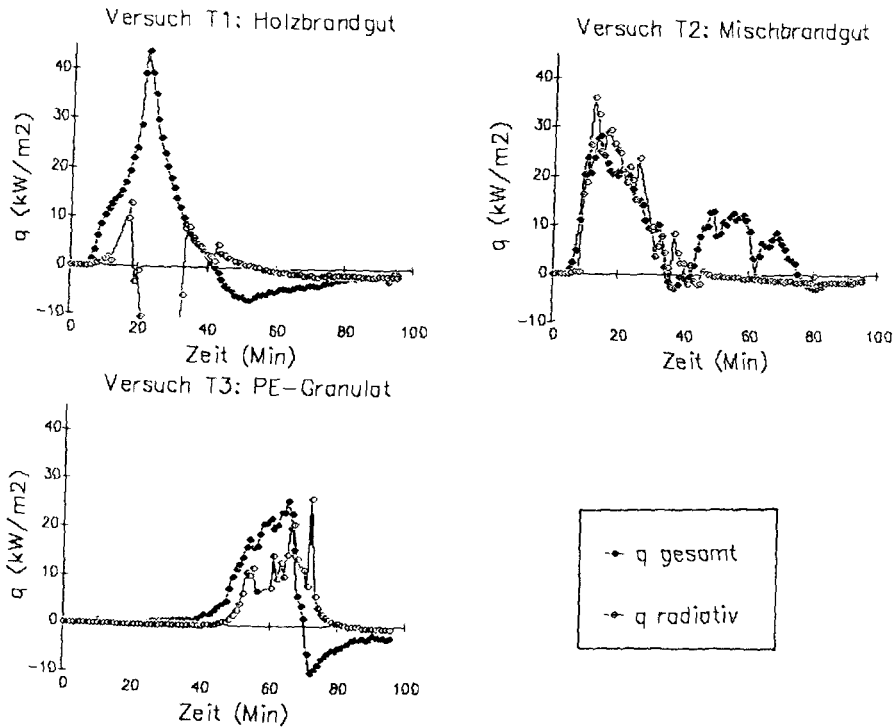 Versuch T1: Holzbrandgut
q (kW/m2)
40
30
20
10
0
-10
0 20 40 60 80 100
Zeit (Min)
Versuch T2: Mischbrandgut
q (kW/m2)
40
30
20
10
0
-10
0 20 40 60 80 100
Zeit (Min)
Versuch T3: PE-Granulat
q (kW/m2)
40
30
20
10
0
-10
0 20 40 60 80 100
Zeit (Min)
q gesamt
q radiativ